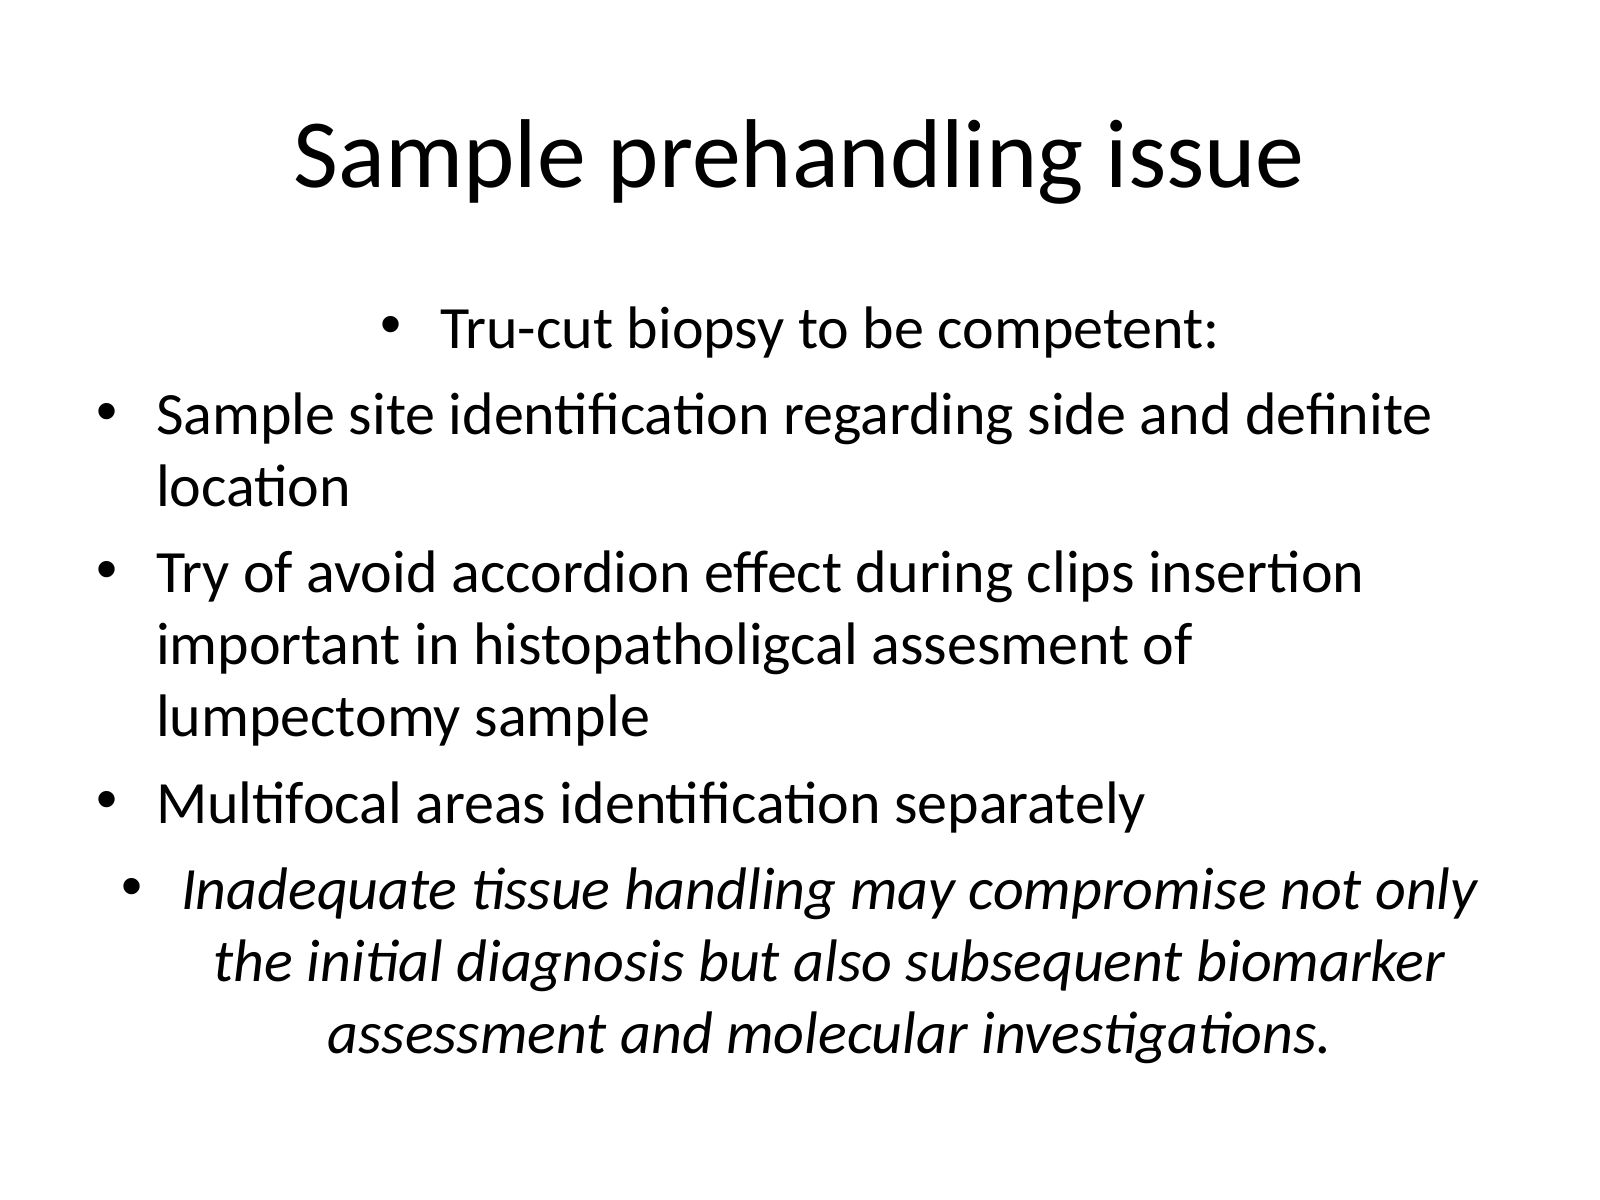 Sample prehandling issue
• Tru-cut biopsy to be competent:
• Sample site identification regarding side and definite
location
• Try of avoid accordion effect during clips insertion
important in histopatholigcal assesment of
lumpectomy sample
• Multifocal areas identification separately
• Inadequate tissue handling may compromise not only
the initial diagnosis but also subsequent biomarker
assessment and molecular investigations.